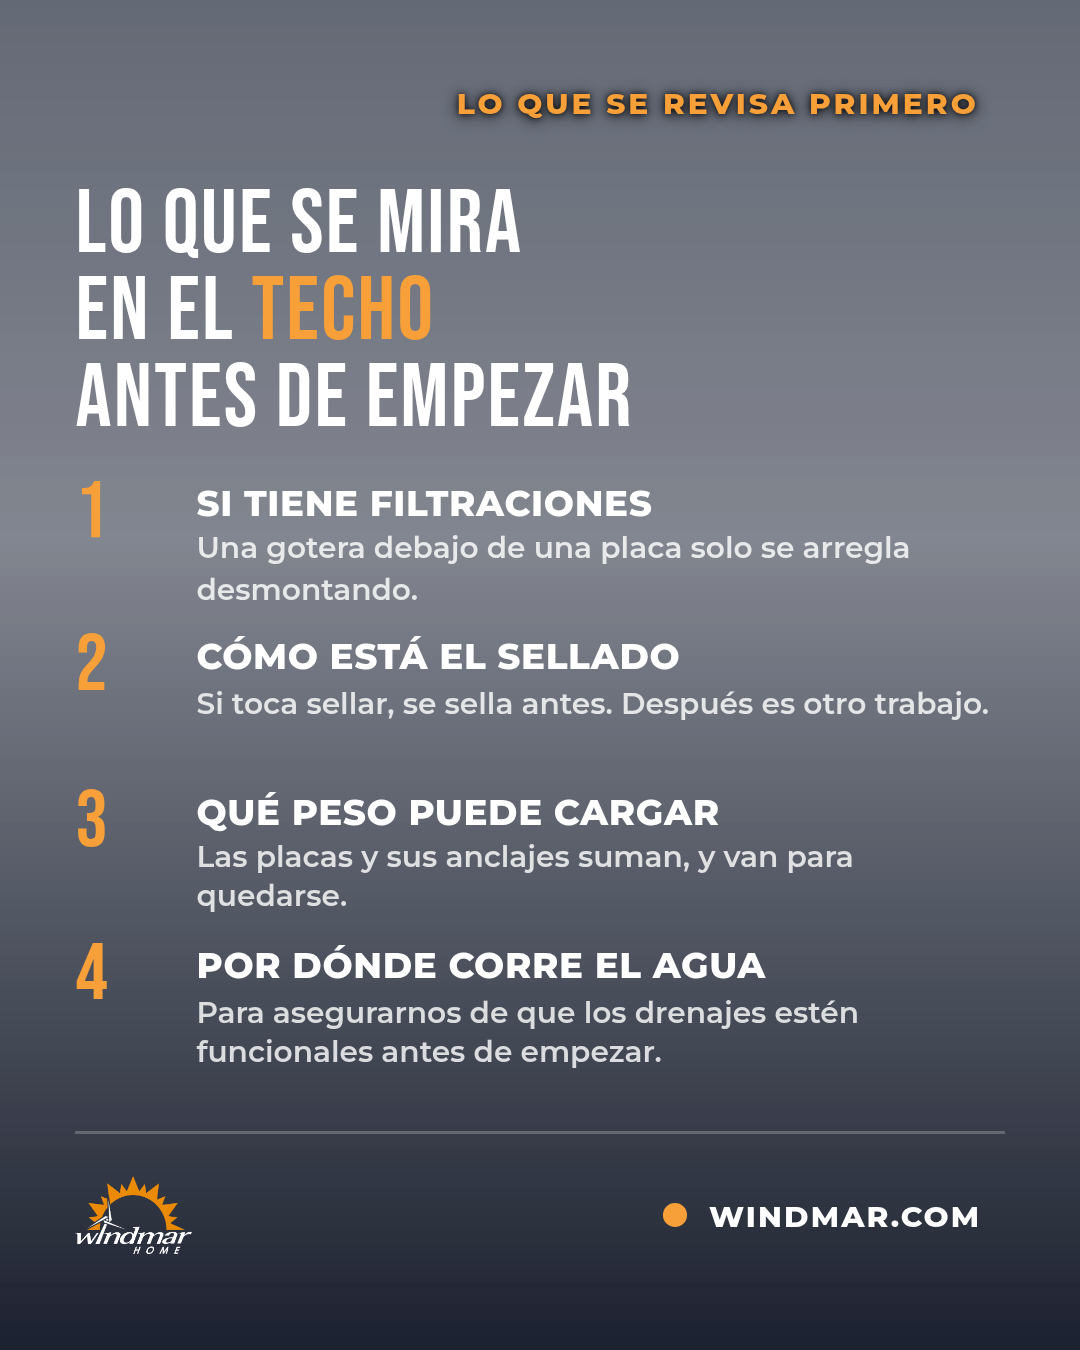 LO QUE SE REVISA PRIMERO
LO QUE SE MIRA
EN EL TECHO
ANTES DE EMPEZAR
1
SI TIENE FILTRACIONES
Una gotera debajo de una placa solo se arregla
desmontando.
2
CÓMO ESTÁ EL SELLADO
Si toca sellar, se sella antes. Después es otro trabajo.
3
QUÉ PESO PUEDE CARGAR
Las placas y sus anclajes suman, y van para
quedarse.
4
POR DÓNDE CORRE EL AGUA
Para asegurarnos de que los drenajes estén
funcionales antes de empezar.
windmar
HOME
WINDMAR.COM